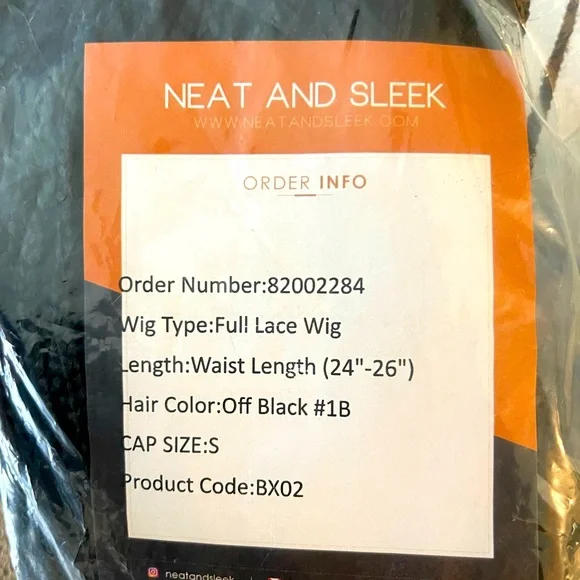 NEAT AND SLEEK
WWW.NEATANDSLEEK.COM
ORDER INFO
Order Number:82002284
Wig Type:Full Lace Wig
Length:Waist Length (24"-26")
Hair Color:Off Black #1B
CAP SIZE:S
Product Code:BX02
neatandsleek